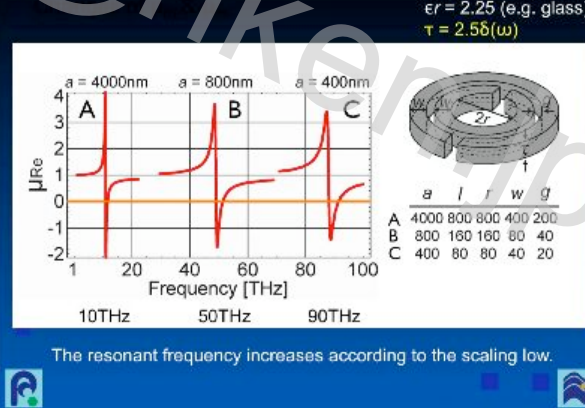 εr = 2.25 (e.g. glass
τ = 2.5δ(ω)
a = 4000nm a = 800nm a = 400nm
A B C
4
3
2
1
0
-1
-2
μRe
1 20 40 60 80 100
Frequency [THz]
10THz 50THz 90THz
2r
t
a l r w g
A 4000 800 800 400 200
B 800 160 160 80 40
C 400 80 80 40 20
The resonant frequency increases according to the scaling low.